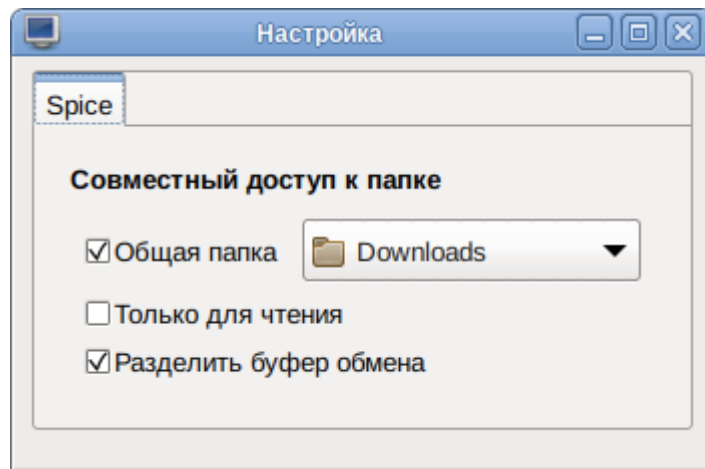 Настройка
Spice
Совместный доступ к папке
Общая папка Downloads
Только для чтения
Разделить буфер обмена